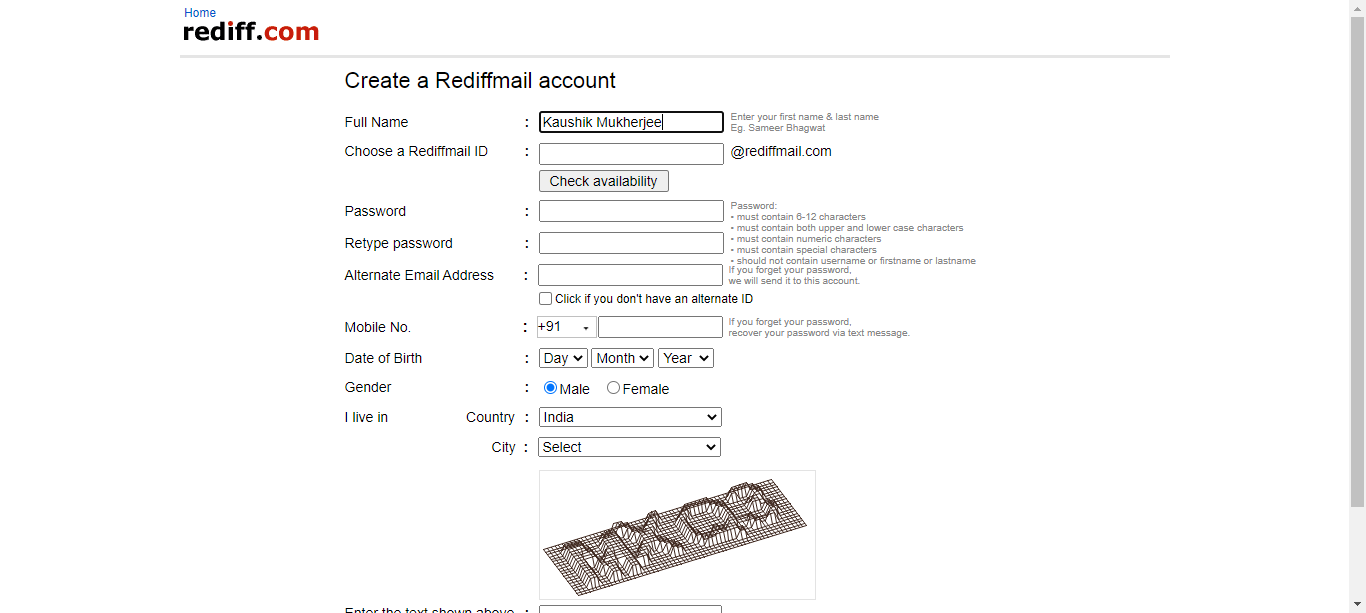 Home
rediff.com
Create a Rediffmail account
Full Name : Kaushik Mukherjee Enter your first name & last name
Eg. Sameer Bhagwat
Choose a Rediffmail ID : @rediffmail.com
Check availability
Password : Password:
• must contain 6-12 characters
• must contain both upper and lower case characters
Retype password : • must contain numeric characters
• must contain special characters
• should not contain username or firstname or lastname
Alternate Email Address : If you forget your password,
we will send it to this account.
Click if you don't have an alternate ID
Mobile No. : +91 If you forget your password,
recover your password via text message.
Date of Birth : Day Month Year
Gender : Male Female
I live in Country : India
City : Select
Enter the text shown above :